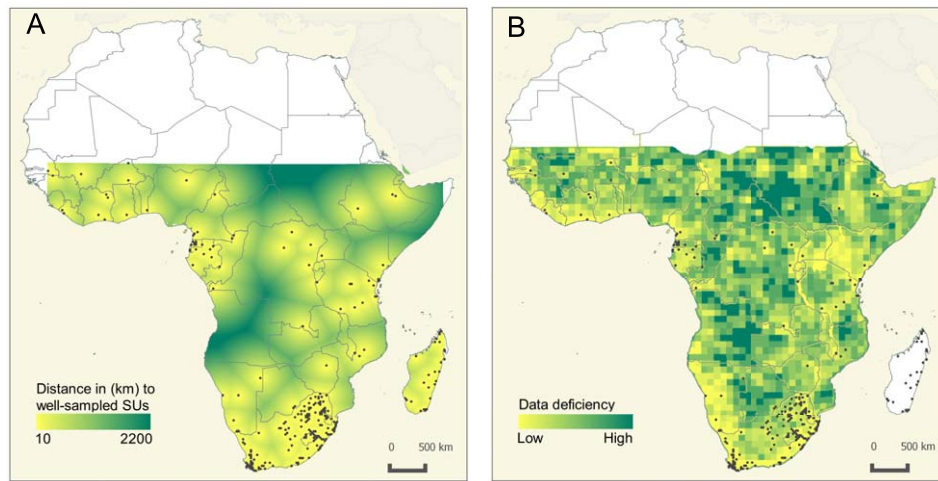 A
Distance in (km) to
well-sampled SUs
10 2200
0 500 km
B
Data deficiency
Low High
0 500 km